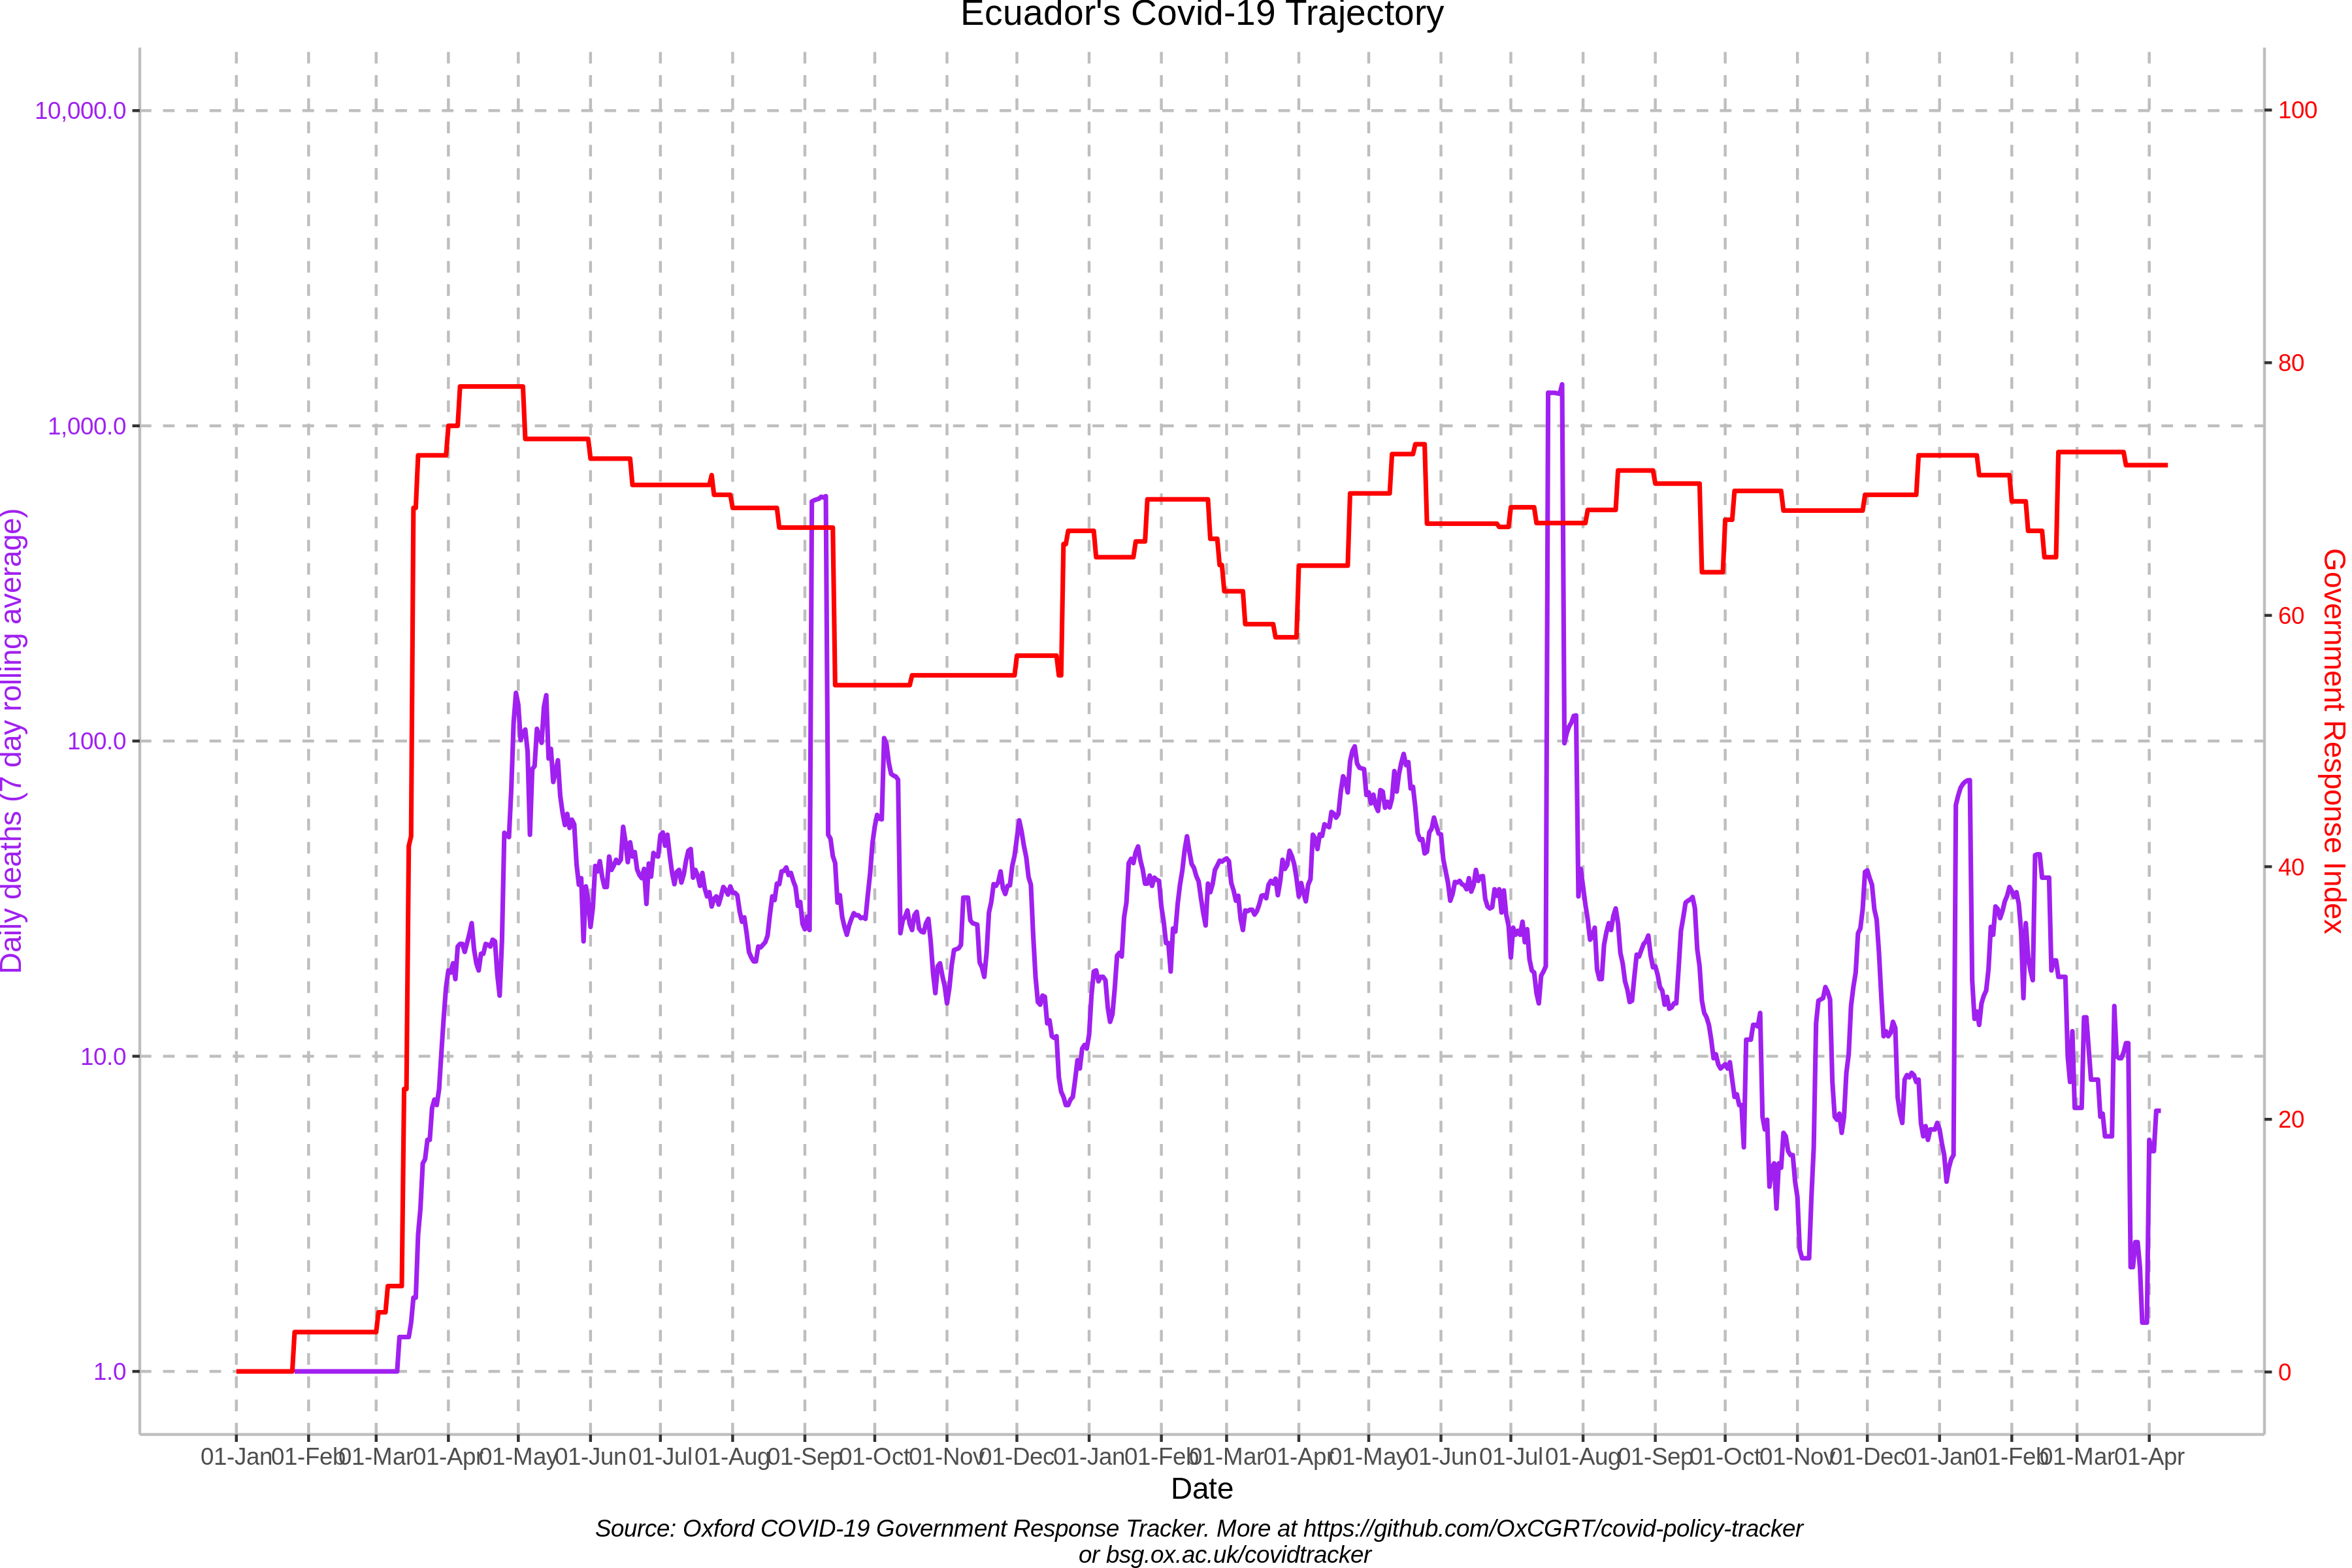 Ecuador's Covid-19 Trajectory
10,000.0
1,000.0
100.0
10.0
1.0
Daily deaths (7 day rolling average)
100
80
60
40
20
0
Government Response Index
01-Jan 01-Feb 01-Mar 01-Apr 01-May 01-Jun 01-Jul 01-Aug 01-Sep 01-Oct 01-Nov 01-Dec 01-Jan 01-Feb 01-Mar 01-Apr 01-May 01-Jun 01-Jul 01-Aug 01-Sep 01-Oct 01-Nov 01-Dec 01-Jan 01-Feb 01-Mar 01-Apr
Date
Source: Oxford COVID-19 Government Response Tracker. More at https://github.com/OxCGRT/covid-policy-tracker
or bsg.ox.ac.uk/covidtracker